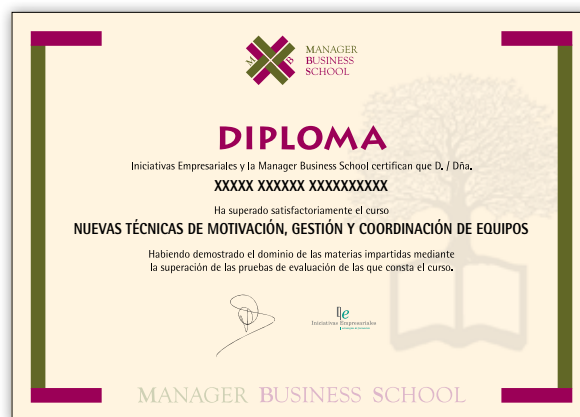 M B
MANAGER
BUSINESS
SCHOOL
DIPLOMA
Iniciativas Empresariales y la Manager Business School certifican que D. / Dña.
XXXXX XXXXXX XXXXXXXXXX
Ha superado satisfactoriamente el curso
NUEVAS TÉCNICAS DE MOTIVACIÓN, GESTIÓN Y COORDINACIÓN DE EQUIPOS
Habiendo demostrado el dominio de las materias impartidas mediante
la superación de las pruebas de evaluación de las que consta el curso.
Ie
Iniciativas Empresariales
MANAGER BUSINESS SCHOOL